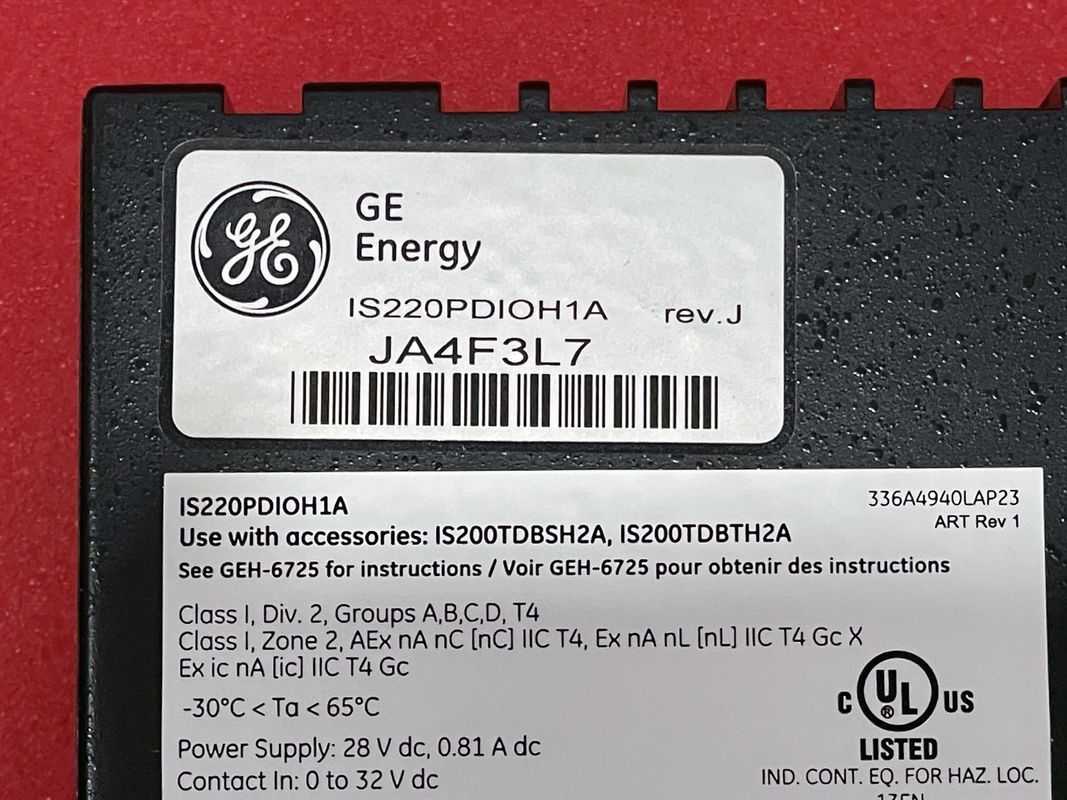 GE
GE
Energy
IS220PDIOH1A rev.J
JA4F3L7
IS220PDIOH1A
336A4940LAP23
ART Rev 1
Use with accessories: IS200TDBSH2A, IS200TDBTH2A
See GEH-6725 for instructions / Voir GEH-6725 pour obtenir des instructions
Class I, Div. 2, Groups A,B,C,D, T4
Class I, Zone 2, AEx nA nC [nC] IIC T4, Ex nA nL [nL] IIC T4 Gc X
Ex ic nA [ic] IIC T4 Gc
-30°C < Ta < 65°C
Power Supply: 28 V dc, 0.81 A dc
Contact In: 0 to 32 V dc
C UL ® US
LISTED
IND. CONT. EQ. FOR HAZ. LOC.